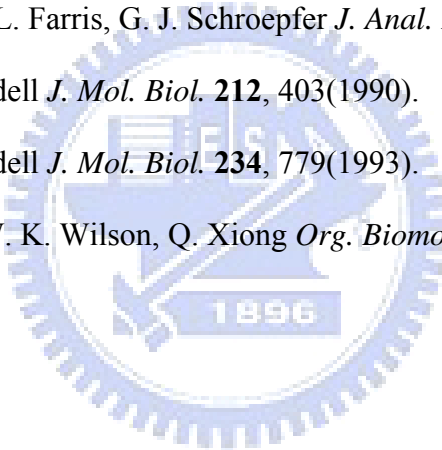 L. Farris, G. J. Schroepfer J. Anal.
dell J. Mol. Biol. 212, 403(1990).
dell J. Mol. Biol. 234, 779(1993).
. K. Wilson, Q. Xiong Org. Biomo
1896